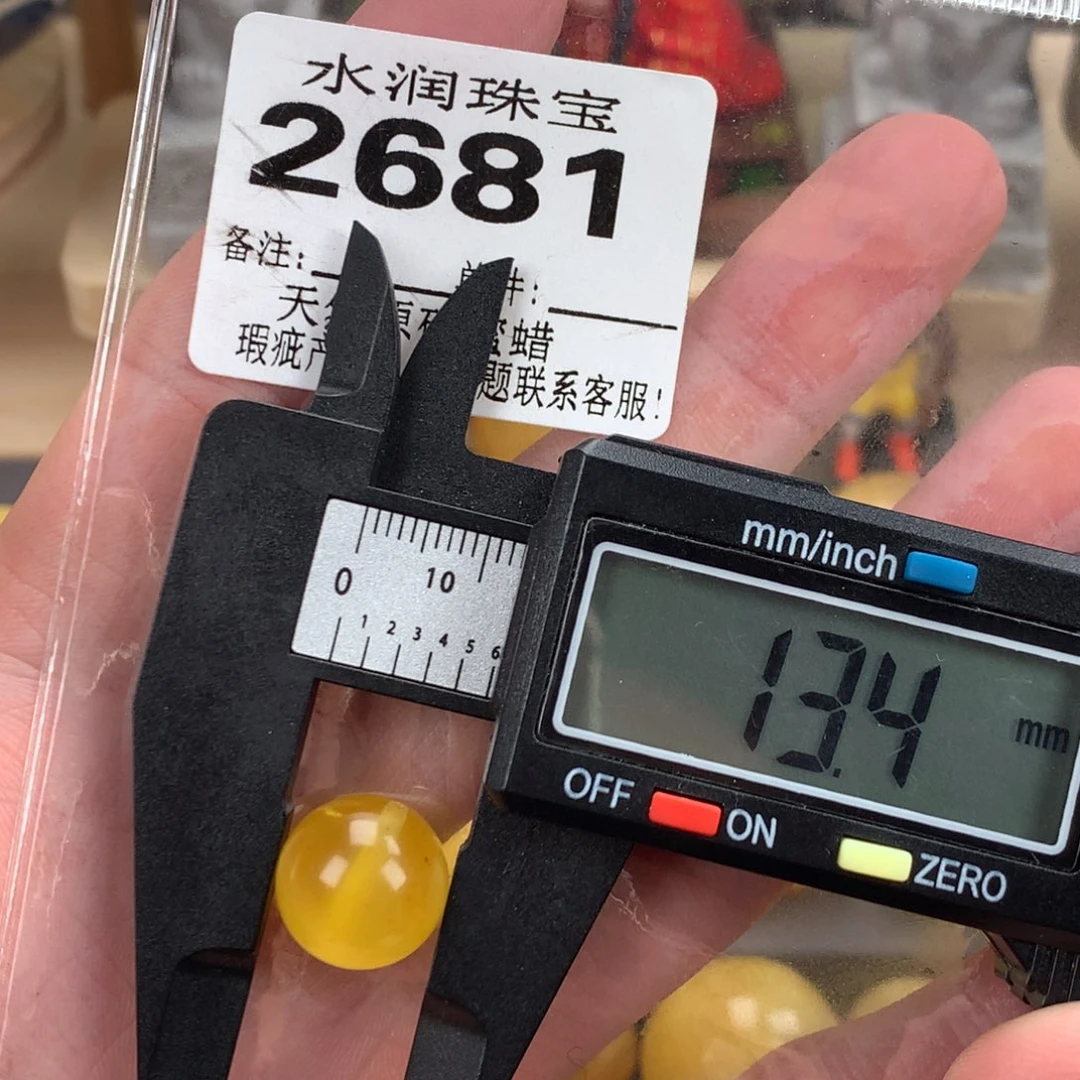 水润珠宝
2681
备注: 件:
天 蜡
瑕疵 题联系客服!
mm/inch
0 10
1 2 3 4 5 6
13.4 mm
OFF ON ZERO